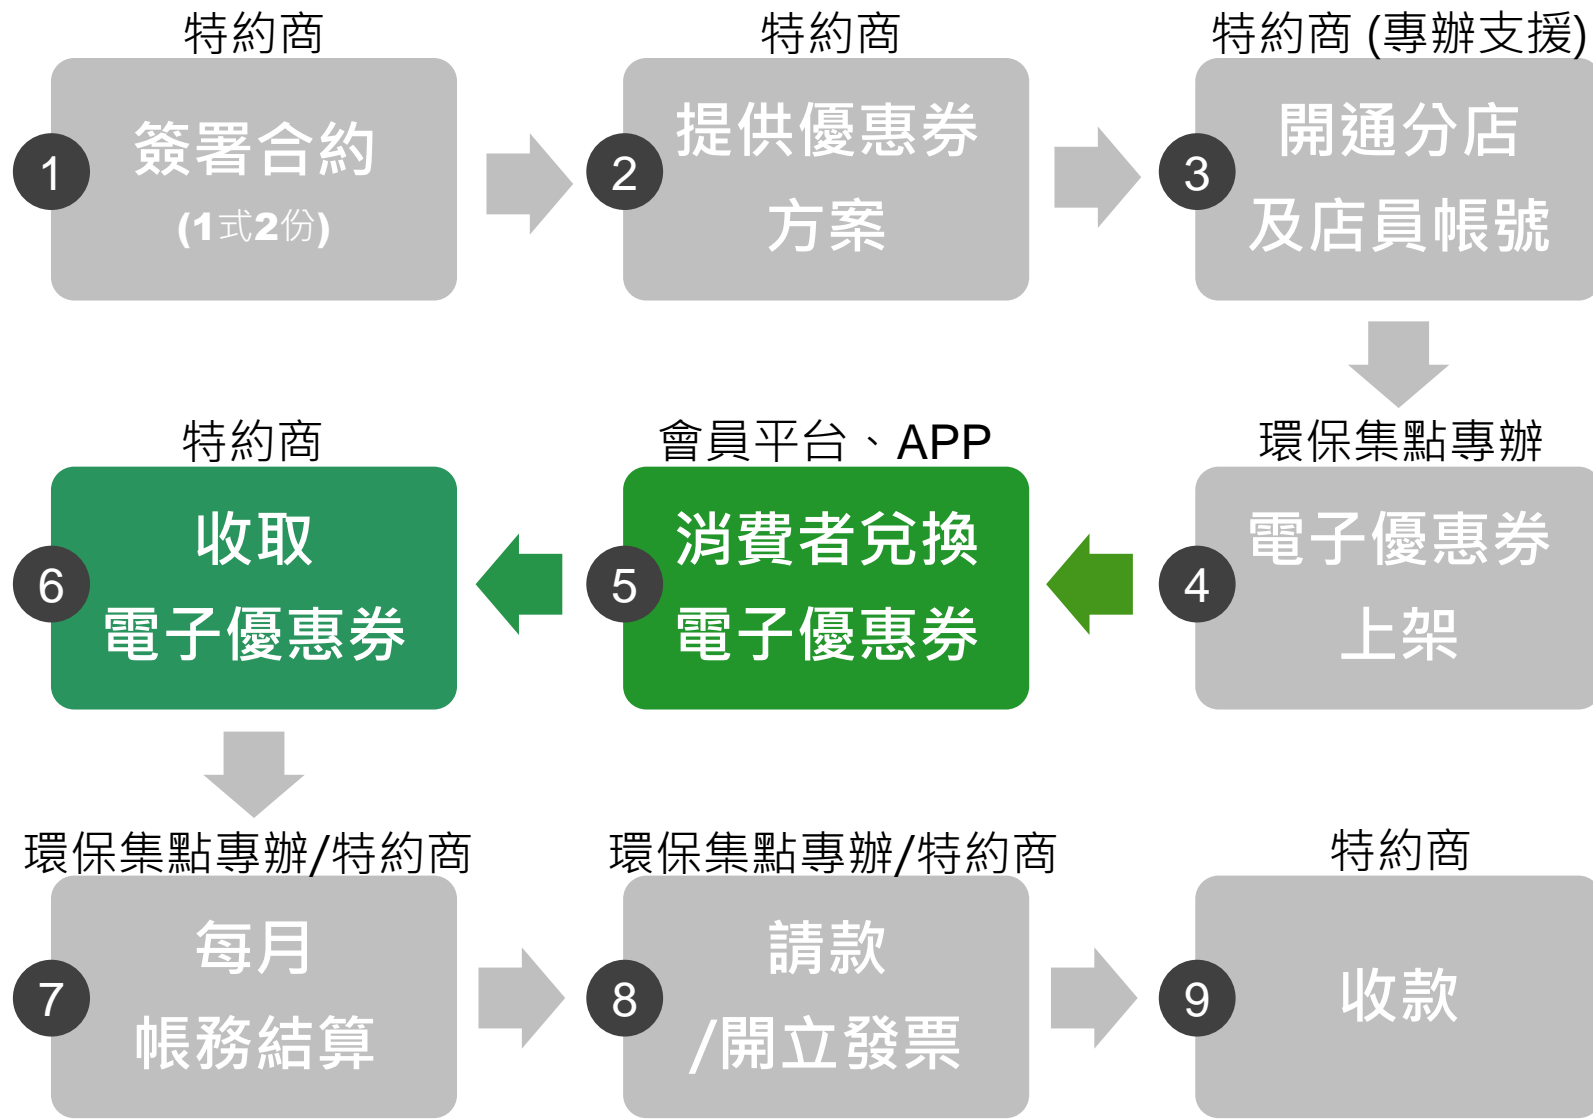 特約商
1
簽署合約
(1式2份)
特約商
2
提供優惠券
方案
特約商 (專辦支援)
3
開通分店
及店員帳號
環保集點專辦
4
電子優惠券
上架
會員平台、APP
5
消費者兌換
電子優惠券
特約商
6
收取
電子優惠券
環保集點專辦/特約商
7
每月
帳務結算
環保集點專辦/特約商
8
請款
/開立發票
特約商
9
收款